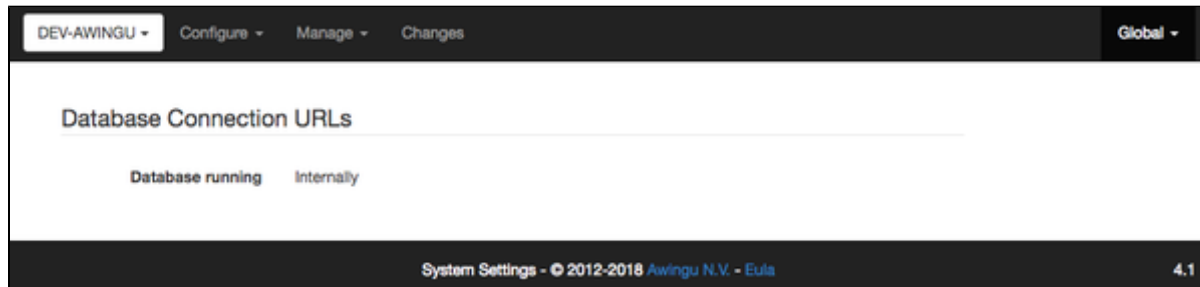 DEV-AWINGU Configure Manage Changes Global
Database Connection URLs
Database running Internally
System Settings - © 2012-2018 Awingu N.V. - Eula 4.1